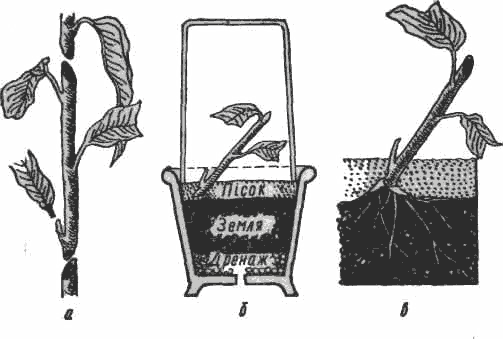 Пісок
Земля
Дренаж
а
б
в